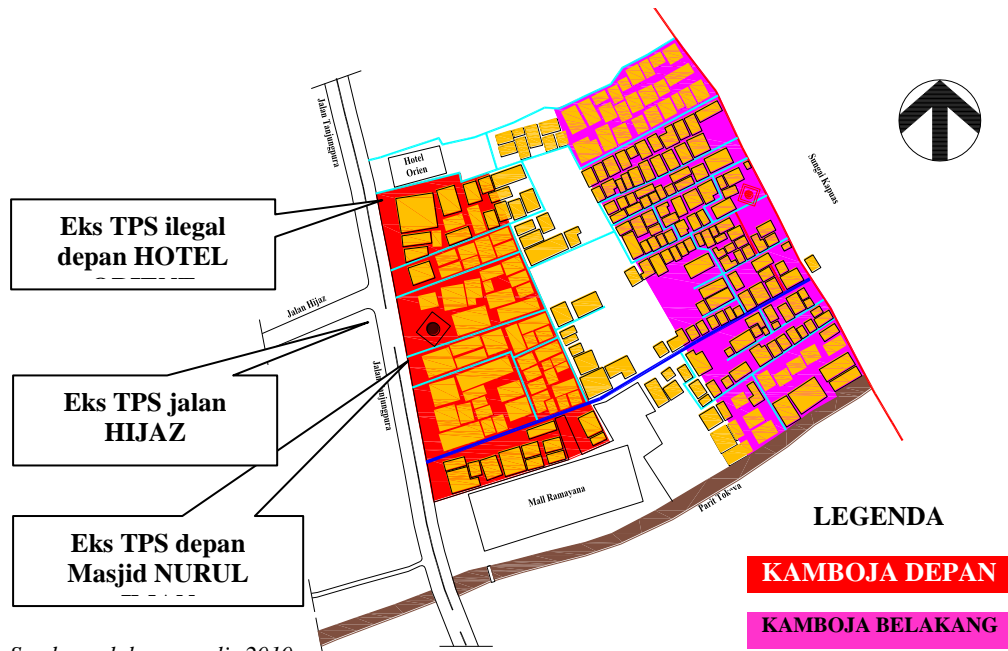 Jalan Tanjungpura
Hotel
Orien
Sungai Kapuas
Eks TPS ilegal
depan HOTEL
Jalan Hijaz
Eks TPS jalan
HIJAZ
Jalan Tanjungpura
Mall Ramayana
Parit
Eks TPS depan
Masjid NURUL
LEGENDA
KAMBOJA DEPAN
KAMBOJA BELAKANG
2010